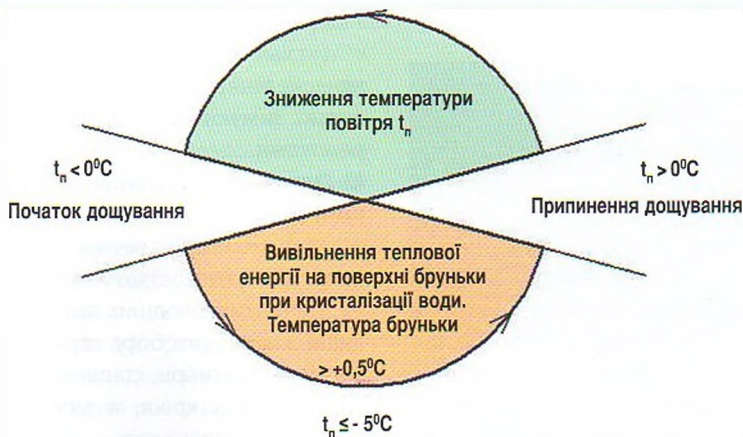 Зниження температури
повітря tп
tп < 0⁰C
Початок дощування
tп > 0⁰C
Припинення дощування
Вивільнення теплової
енергії на поверхні бруньки
при кристалізації води.
Температура бруньки
> +0,5⁰C
tп ≤ - 5⁰C